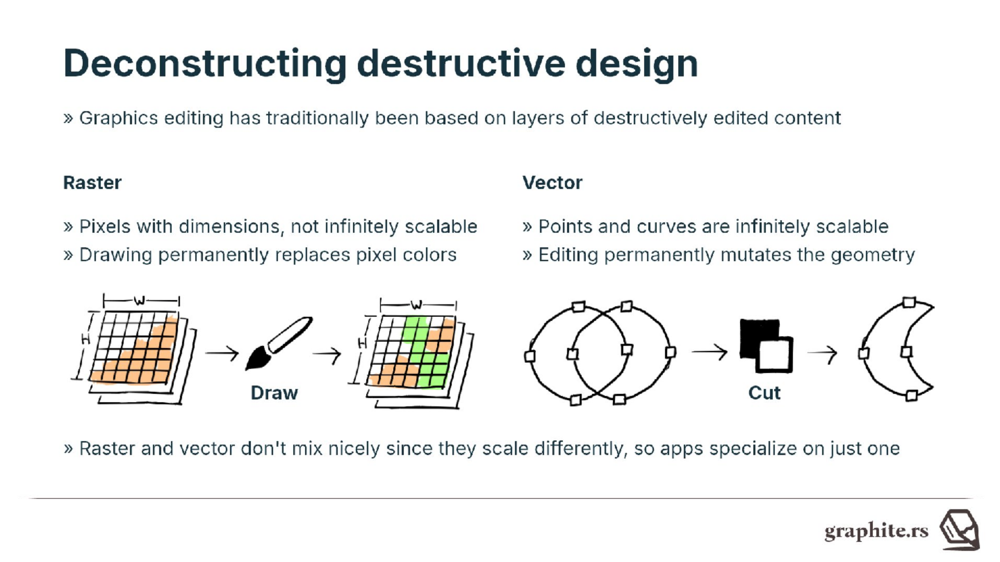 Deconstructing destructive design
» Graphics editing has traditionally been based on layers of destructively edited content
Raster
» Pixels with dimensions, not infinitely scalable
» Drawing permanently replaces pixel colors
W
H
Draw
W
H
Vector
» Points and curves are infinitely scalable
» Editing permanently mutates the geometry
Cut
» Raster and vector don't mix nicely since they scale differently, so apps specialize on just one
graphite.rs